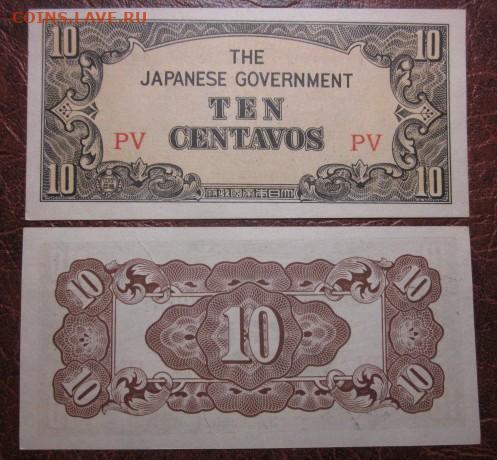 COINS.LAVE.RU
10 10
THE
JAPANESE GOVERNMENT
TEN
CENTAVOS
PV PV
10 10
10 10
10
10 10